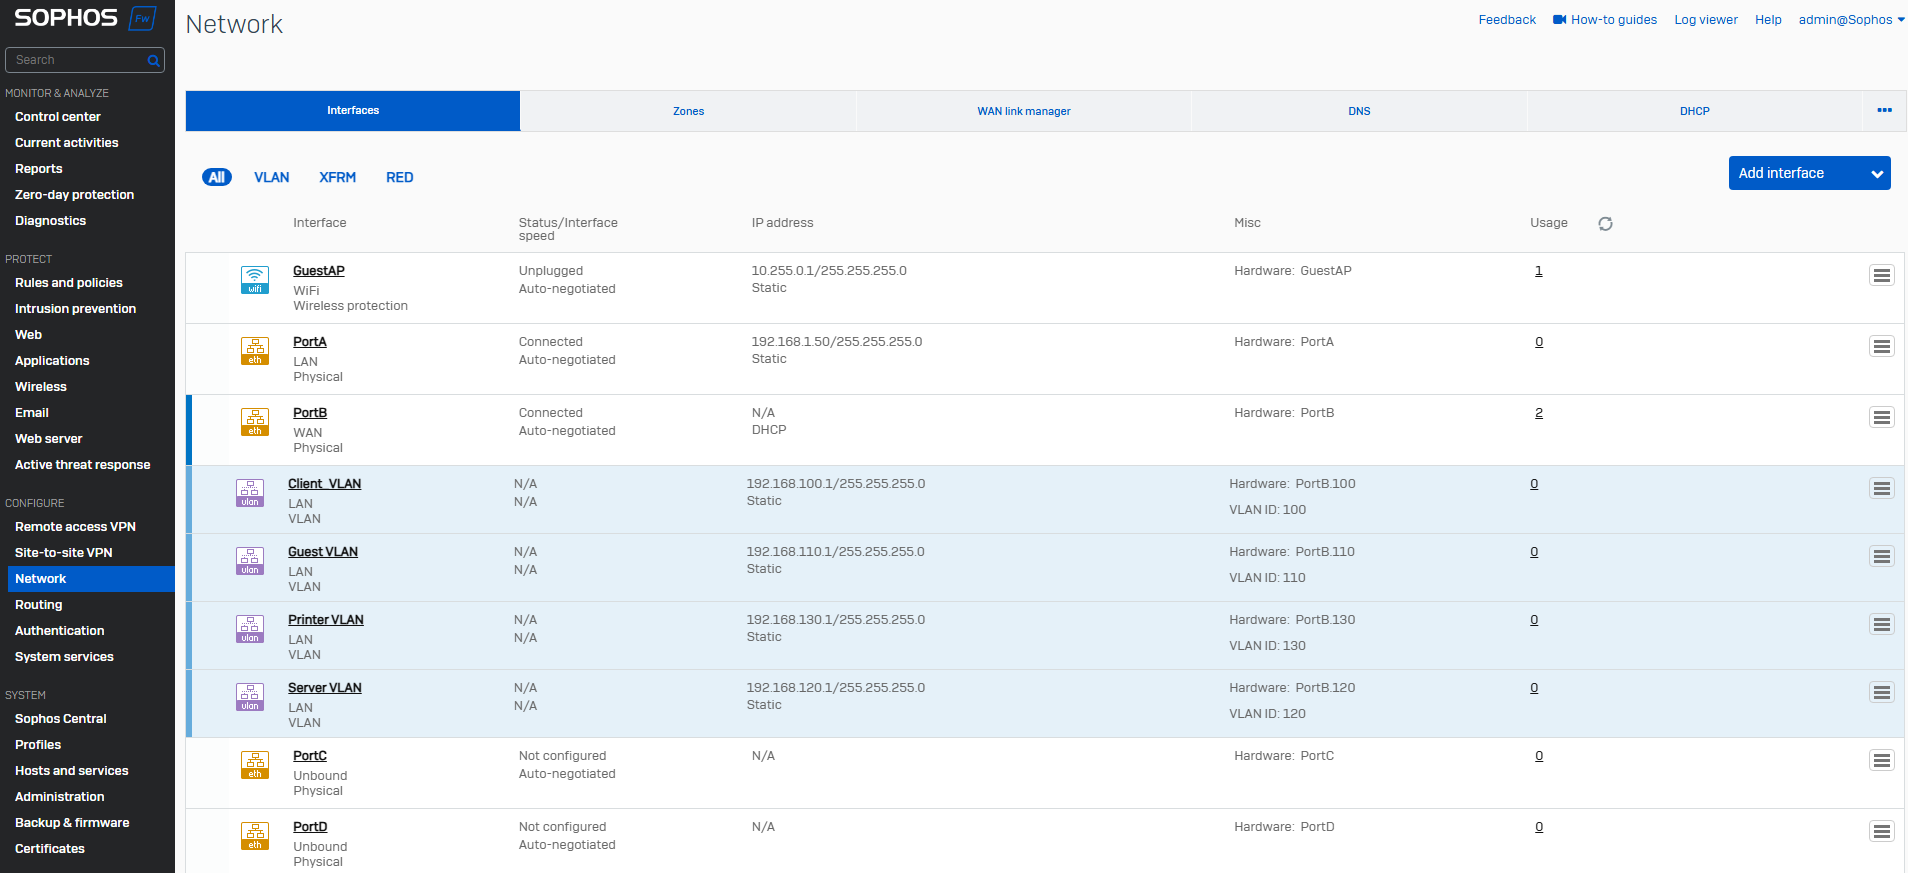 SOPHOS Fw
Search
MONITOR & ANALYZE
Control center
Current activities
Reports
Zero-day protection
Diagnostics
PROTECT
Rules and policies
Intrusion prevention
Web
Applications
Wireless
Email
Web server
Active threat response
CONFIGURE
Remote access VPN
Site-to-site VPN
Network
Routing
Authentication
System services
SYSTEM
Sophos Central
Profiles
Hosts and services
Administration
Backup & firmware
Certificates
Network
Feedback How-to guides Log viewer Help admin@Sophos
Interfaces Zones WAN link manager DNS DHCP •••
All VLAN XFRM RED
Add interface
Interface Status/Interface speed IP address Misc Usage
wifi
GuestAP Unplugged 10.255.0.1/255.255.255.0 Hardware: GuestAP 1
WiFi Auto-negotiated Static
Wireless protection
eth
PortA Connected 192.168.1.50/255.255.255.0 Hardware: PortA 0
LAN Auto-negotiated Static
Physical
eth
PortB Connected N/A Hardware: PortB 2
WAN Auto-negotiated DHCP
Physical
vlan
Client_VLAN N/A 192.168.100.1/255.255.255.0 Hardware: PortB.100 0
LAN N/A Static VLAN ID: 100
VLAN
vlan
Guest VLAN N/A 192.168.110.1/255.255.255.0 Hardware: PortB.110 0
LAN N/A Static VLAN ID: 110
VLAN
vlan
Printer VLAN N/A 192.168.130.1/255.255.255.0 Hardware: PortB.130 0
LAN N/A Static VLAN ID: 130
VLAN
vlan
Server VLAN N/A 192.168.120.1/255.255.255.0 Hardware: PortB.120 0
LAN N/A Static VLAN ID: 120
VLAN
eth
PortC Not configured N/A Hardware: PortC 0
Unbound Auto-negotiated
Physical
eth
PortD Not configured N/A Hardware: PortD 0
Unbound Auto-negotiated
Physical